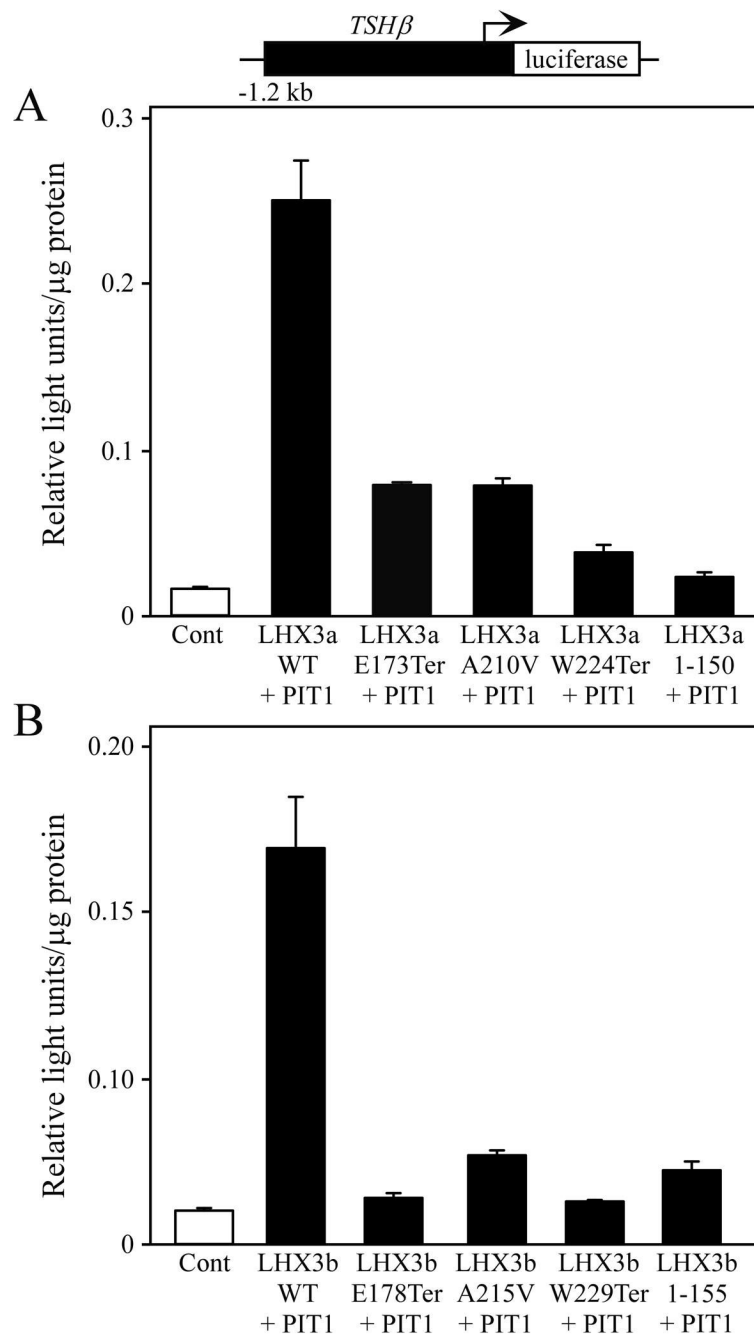 TSHβ
luciferase
-1.2 kb
A
Relative light units/μg protein
0.3
0.2
0.1
0
Cont
LHX3a
WT
+ PIT1
LHX3a
E173Ter
+ PIT1
LHX3a
A210V
+ PIT1
LHX3a
W224Ter
+ PIT1
LHX3a
1-150
+ PIT1
B
Relative light units/μg protein
0.20
0.15
0.10
0
Cont
LHX3b
WT
+ PIT1
LHX3b
E178Ter
+ PIT1
LHX3b
A215V
+ PIT1
LHX3b
W229Ter
+ PIT1
LHX3b
1-155
+ PIT1